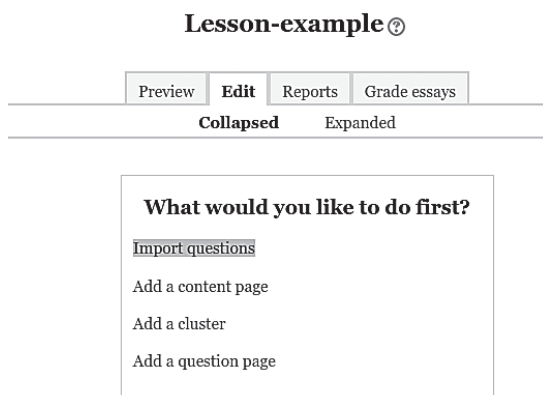 Lesson-example ?
Preview Edit Reports Grade essays
Collapsed Expanded
What would you like to do first?
Import questions
Add a content page
Add a cluster
Add a question page